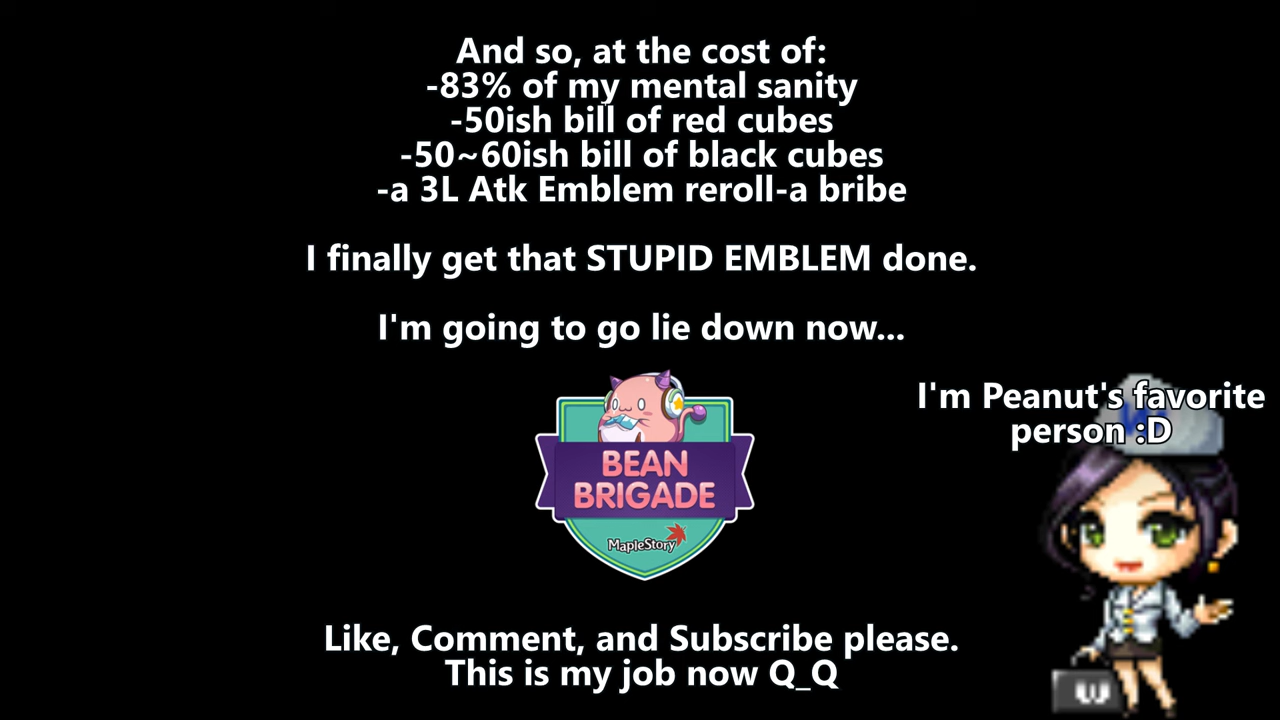 And so, at the cost of:
-83% of my mental sanity
-50ish bill of red cubes
-50~60ish bill of black cubes
-a 3L Atk Emblem reroll-a bribe
I finally get that STUPID EMBLEM done.
I'm going to go lie down now...
I'm Peanut's favorite
person :D
BEAN
BRIGADE
MapleStory
Like, Comment, and Subscribe please.
This is my job now Q_Q
W